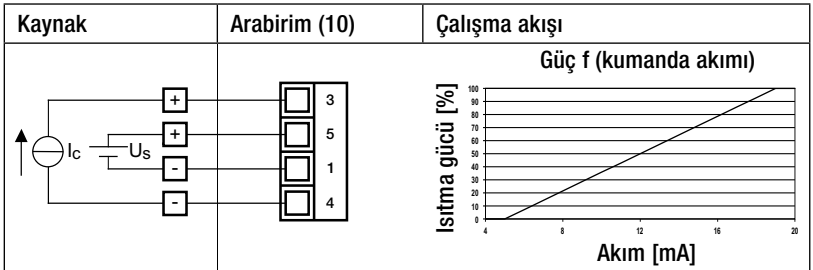 Kaynak
Arabirim (10)
Çalışma akışı
+
3
+
5
Ic
Us
-
1
-
4
Güç f (kumanda akımı)
Isıtma gücü [%]
100
90
80
70
60
50
40
30
20
10
0
4 8 12 16 20
Akım [mA]